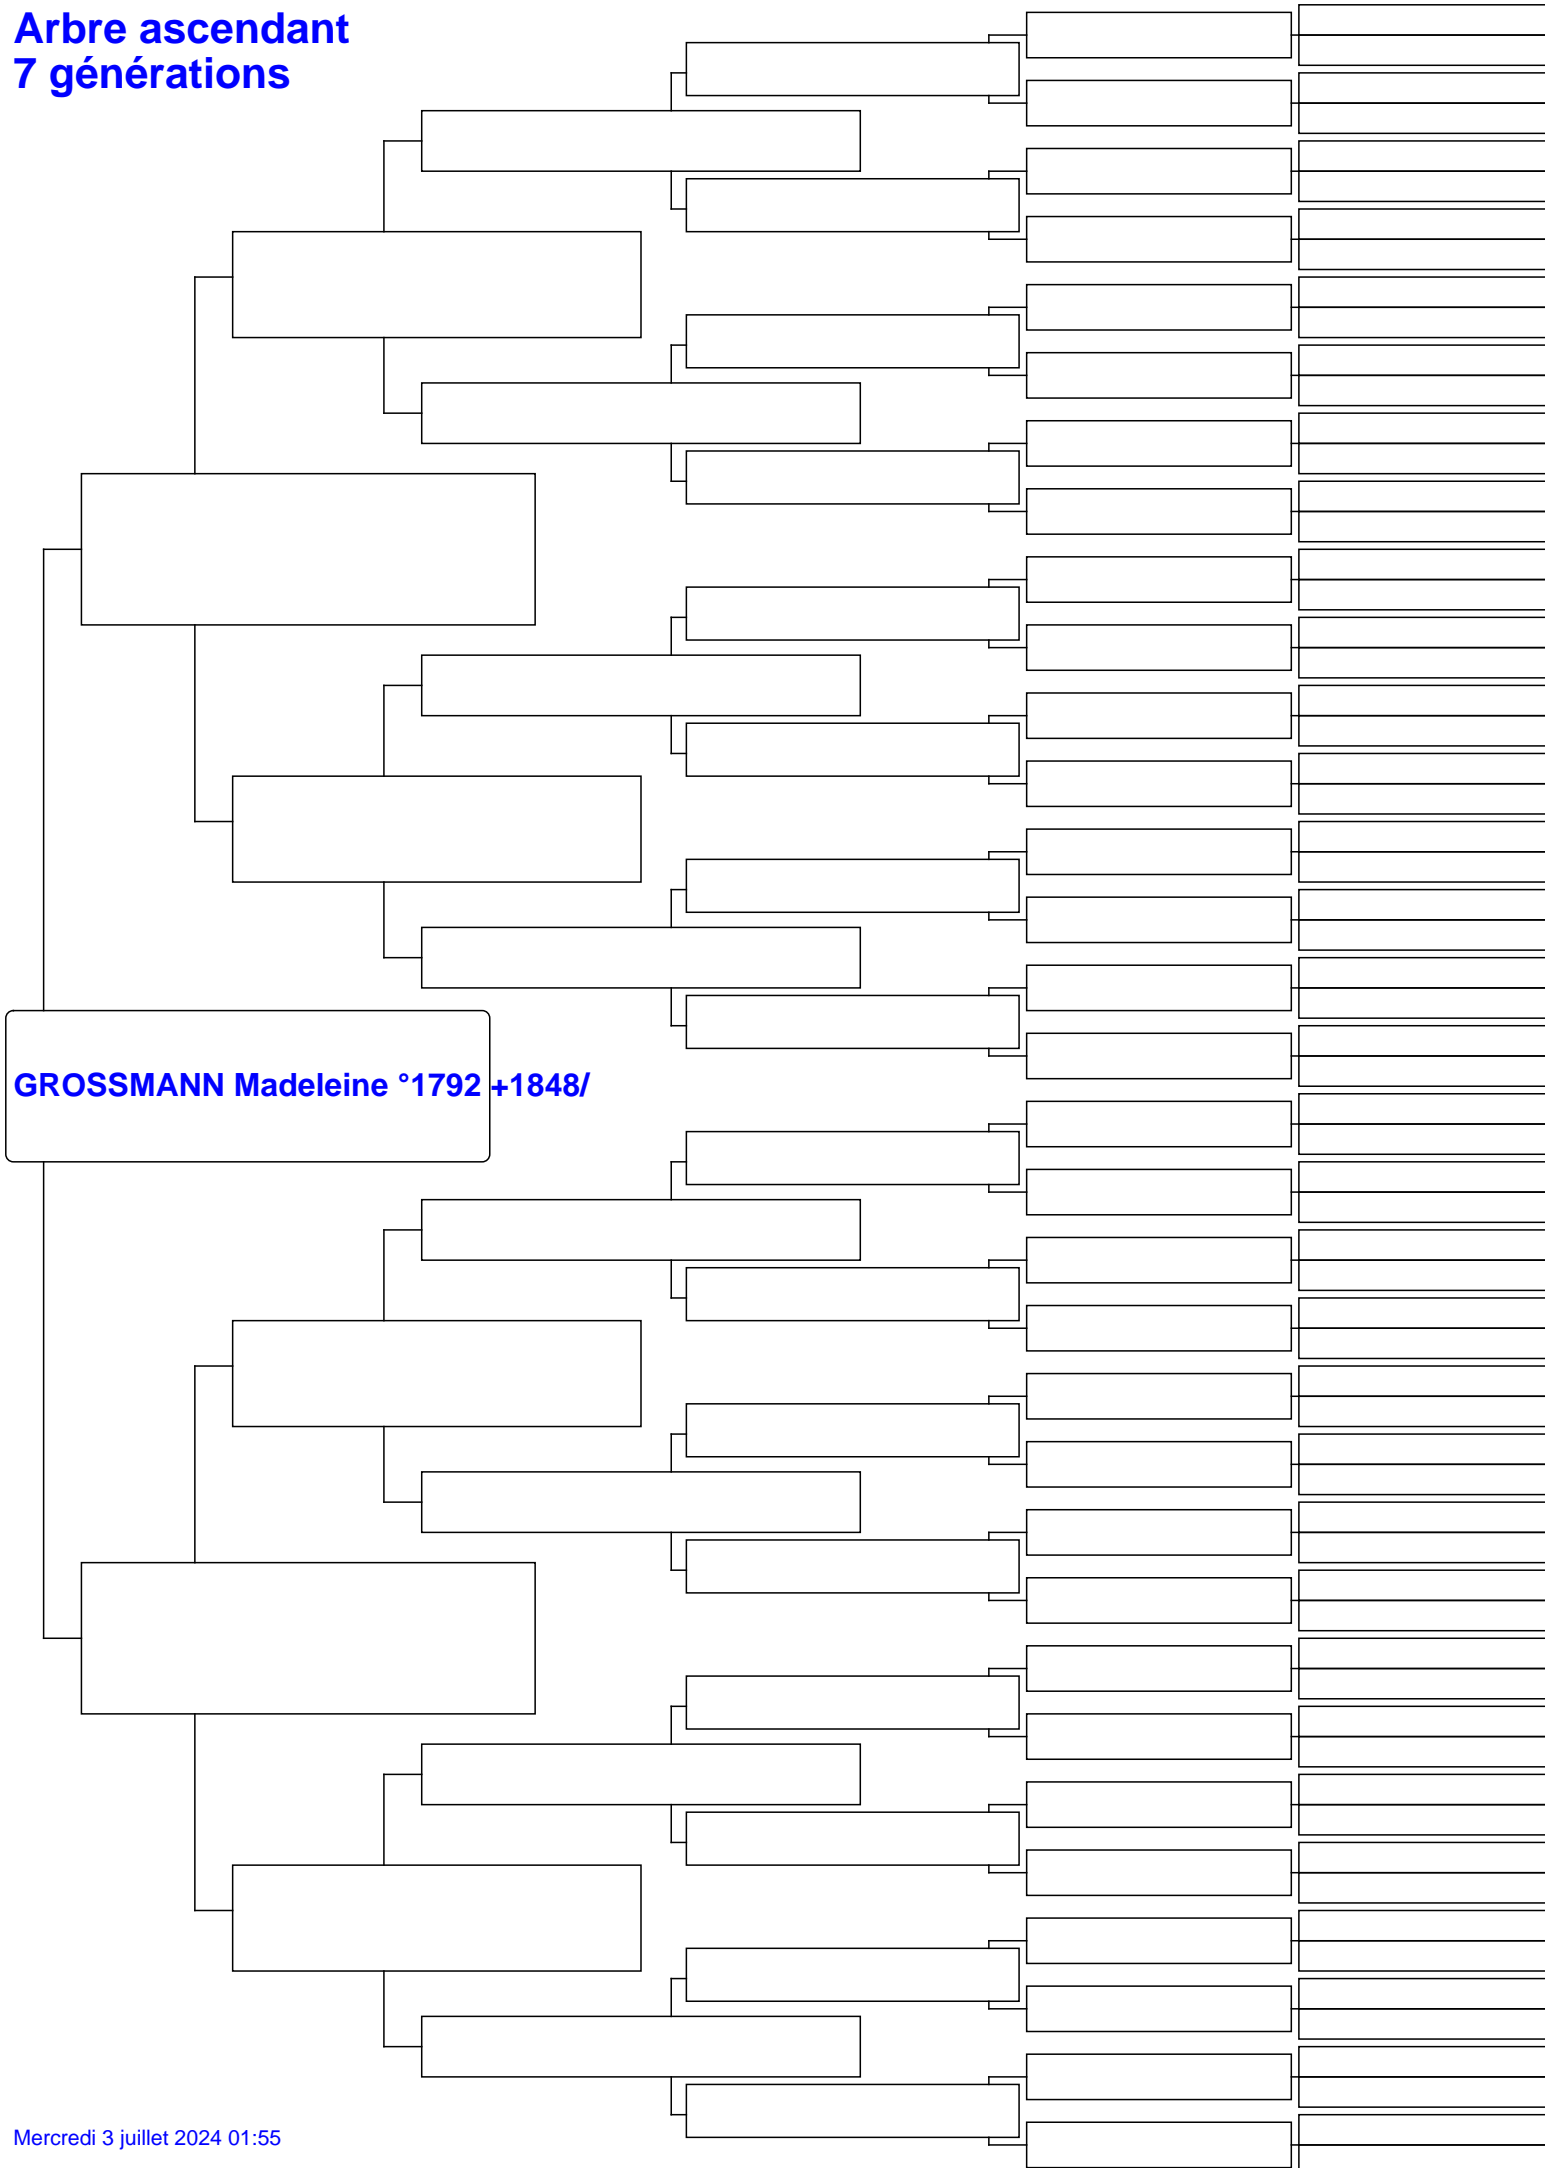 Arbre ascendant
7 générations
GROSSMANN Madeleine °1792 +1848/
Mercredi 3 juillet 2024 01:55